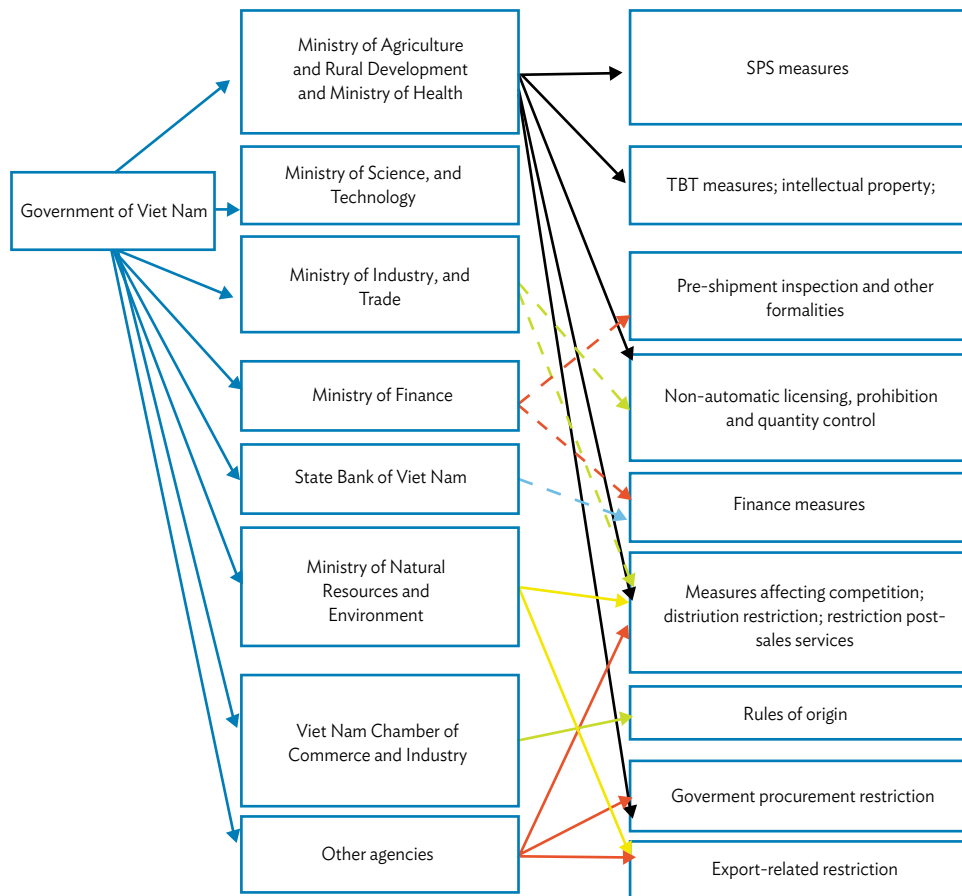 Government of Viet Nam
Ministry of Agriculture
and Rural Development
and Ministry of Health
Ministry of Science, and
Technology
Ministry of Industry, and
Trade
Ministry of Finance
State Bank of Viet Nam
Ministry of Natural
Resources and
Environment
Viet Nam Chamber of
Commerce and Industry
Other agencies
SPS measures
TBT measures; intellectual property;
Pre-shipment inspection and other
formalities
Non-automatic licensing, prohibition
and quantity control
Finance measures
Measures affecting competition;
distriution restriction; restriction post-
sales services
Rules of origin
Goverment procurement restriction
Export-related restriction